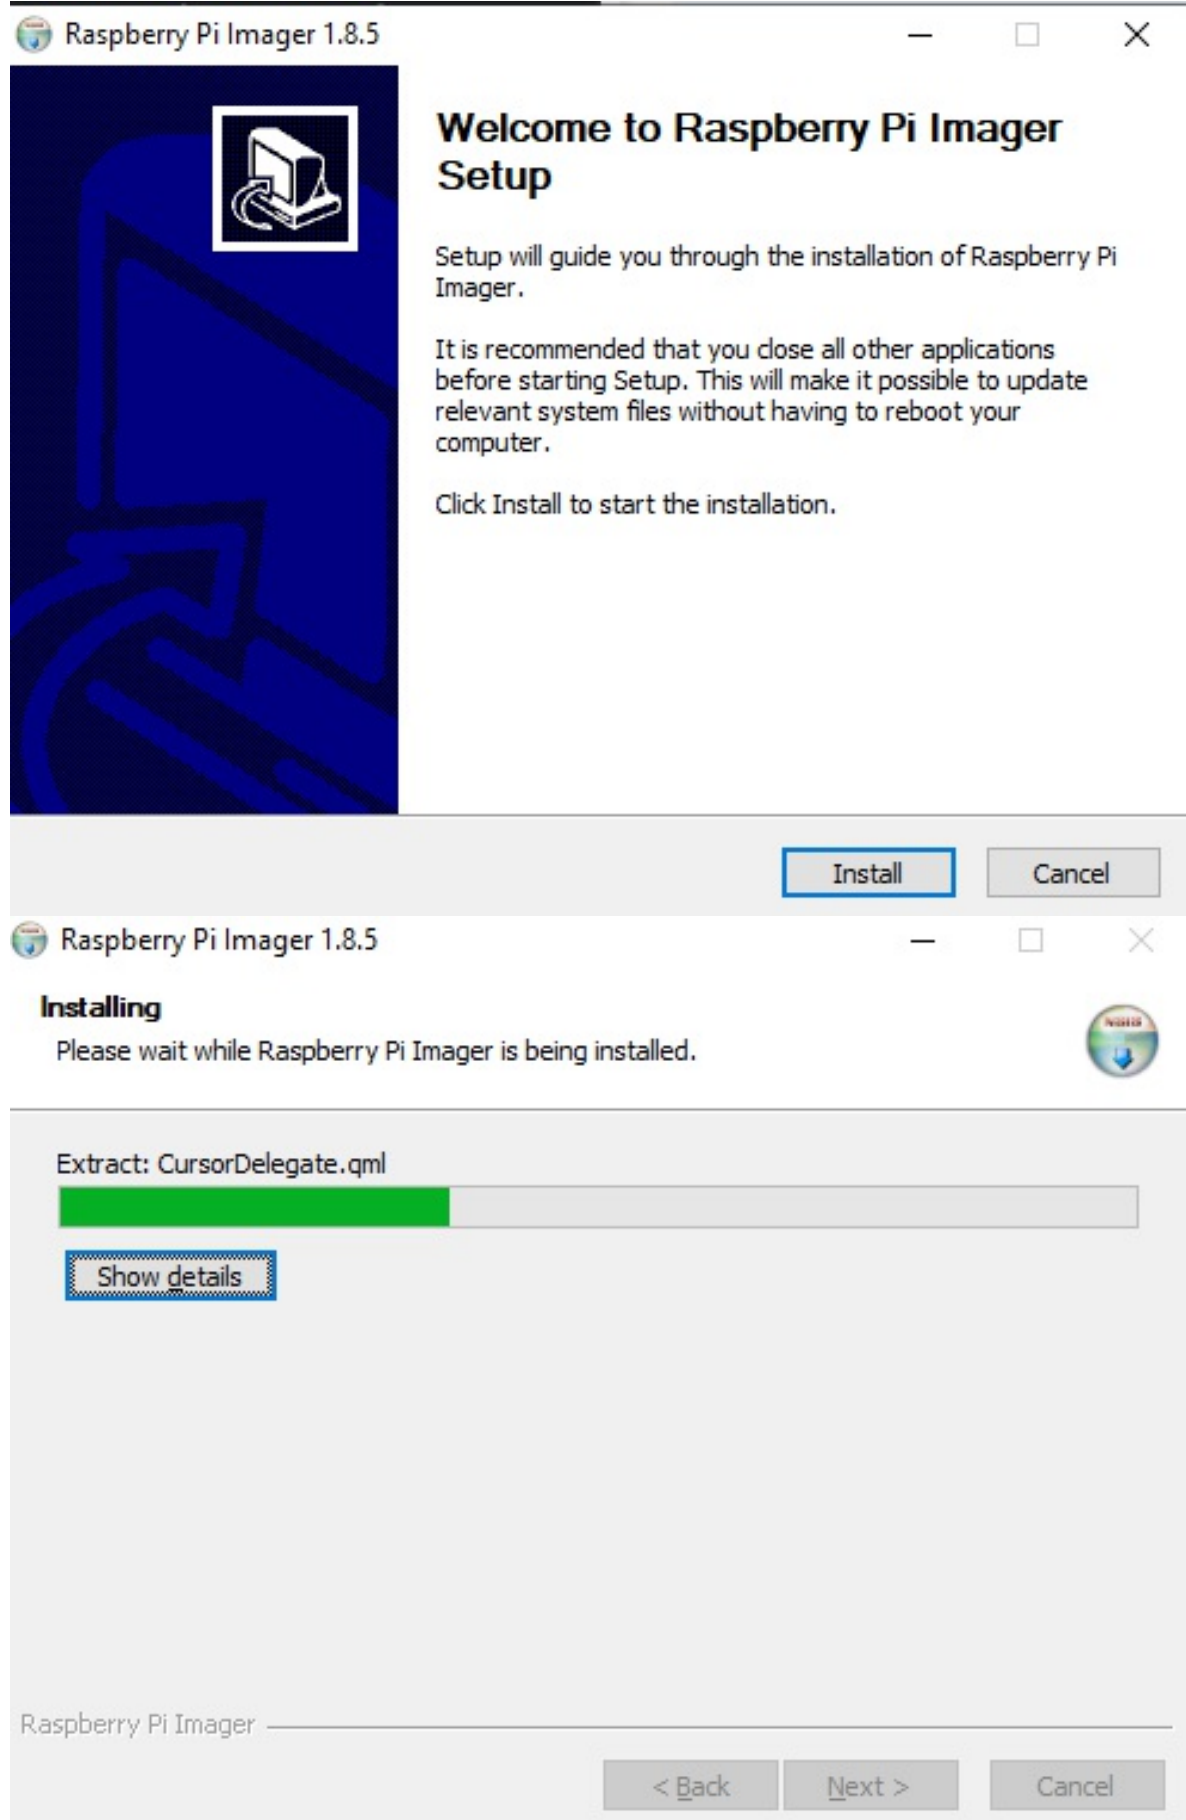 Raspberry Pi Imager 1.8.5
Welcome to Raspberry Pi Imager
Setup
Setup will guide you through the installation of Raspberry Pi
Imager.
It is recommended that you close all other applications
before starting Setup. This will make it possible to update
relevant system files without having to reboot your
computer.
Click Install to start the installation.
Install
Cancel
Raspberry Pi Imager 1.8.5
Installing
Please wait while Raspberry Pi Imager is being installed.
Extract: CursorDelegate.qml
Show details
Raspberry Pi Imager
< Back
Next >
Cancel